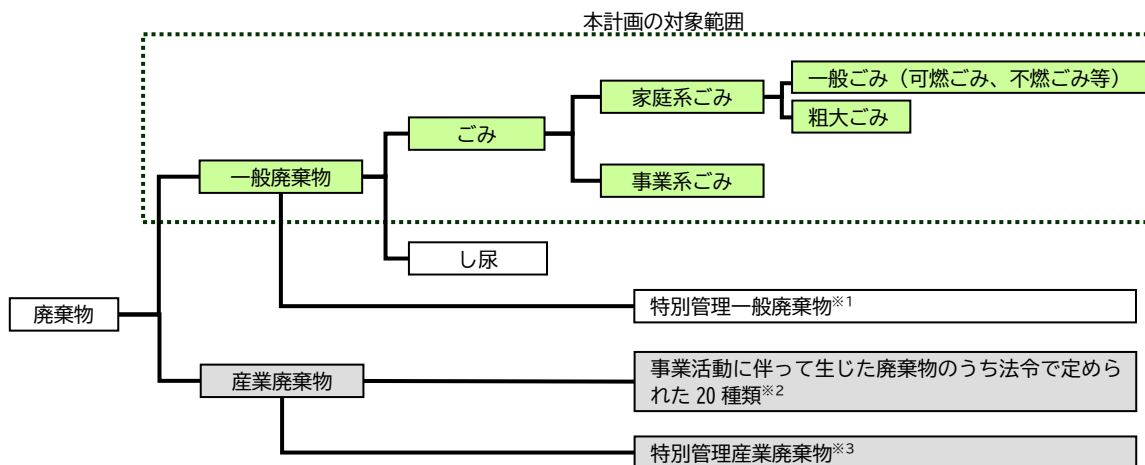 本計画の対象範囲
一般ごみ（可燃ごみ、不燃ごみ等）
家庭系ごみ
粗大ごみ
ごみ
一般廃棄物
事業系ごみ
し尿
特別管理一般廃棄物※1
廃棄物
産業廃棄物
事業活動に伴って生じた廃棄物のうち法令で定めら
れた 20 種類※2
特別管理産業廃棄物※3